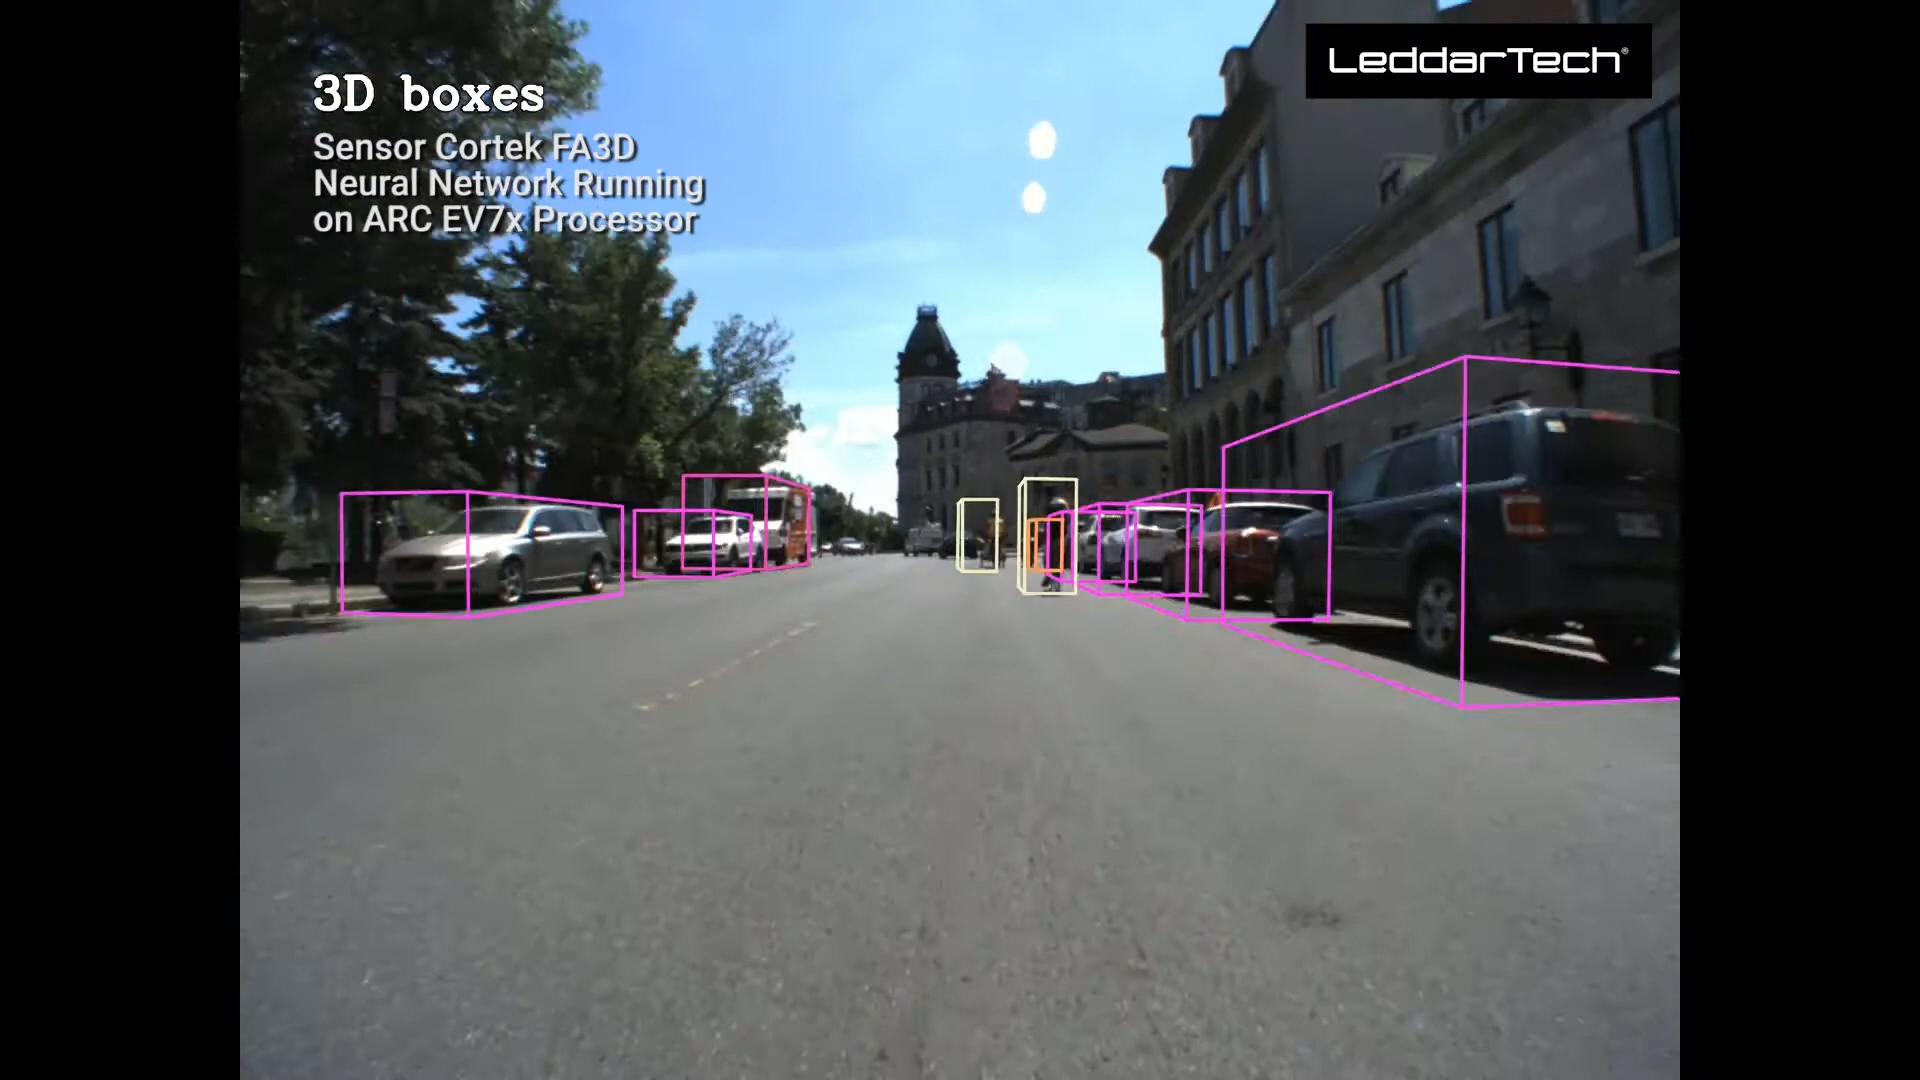 3D boxes
Sensor Cortek FA3D
Neural Network Running
on ARC EV7x Processor
LeddarTech®